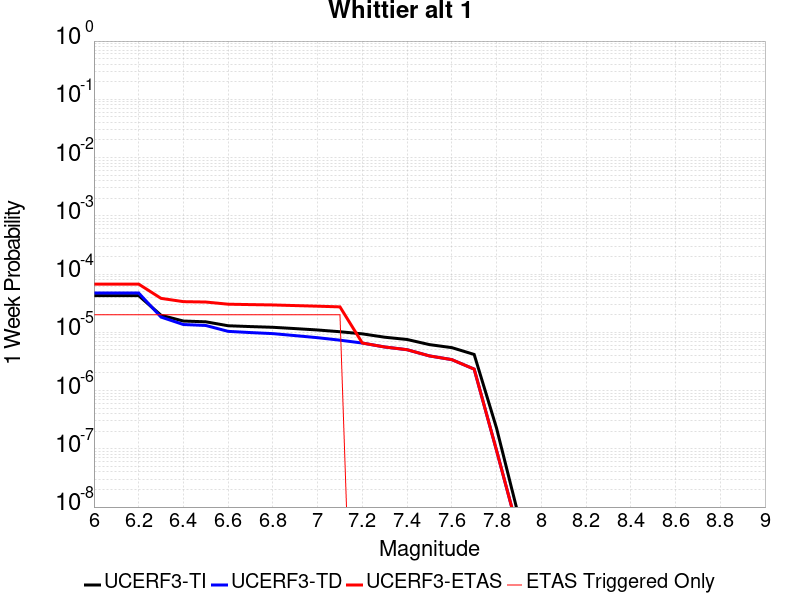 Whittier alt 1
1 Week Probability
10 0
10 -1
10 -2
10 -3
10 -4
10 -5
10 -6
10 -7
10 -8
6 6.2 6.4 6.6 6.8 7 7.2 7.4 7.6 7.8 8 8.2 8.4 8.6 8.8 9
Magnitude
UCERF3-TI UCERF3-TD UCERF3-ETAS ETAS Triggered Only